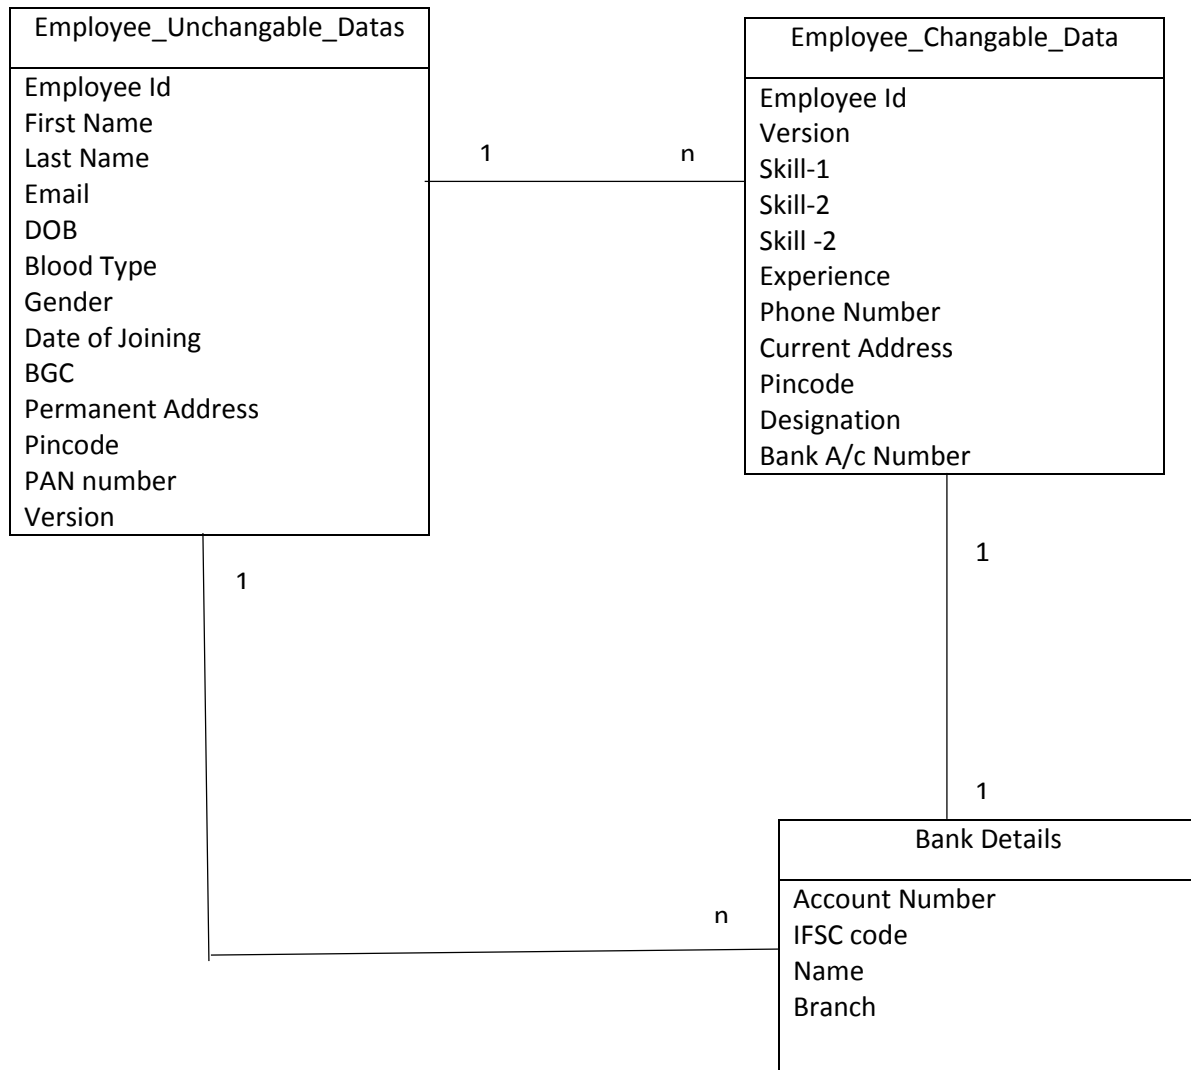 Employee_Unchangable_Datas
Employee Id
First Name
Last Name
Email
DOB
Blood Type
Gender
Date of Joining
BGC
Permanent Address
Pincode
PAN number
Version
1
n
Employee_Changable_Data
Employee Id
Version
Skill-1
Skill-2
Skill -2
Experience
Phone Number
Current Address
Pincode
Designation
Bank A/c Number
1
1
1
n
Bank Details
Account Number
IFSC code
Name
Branch